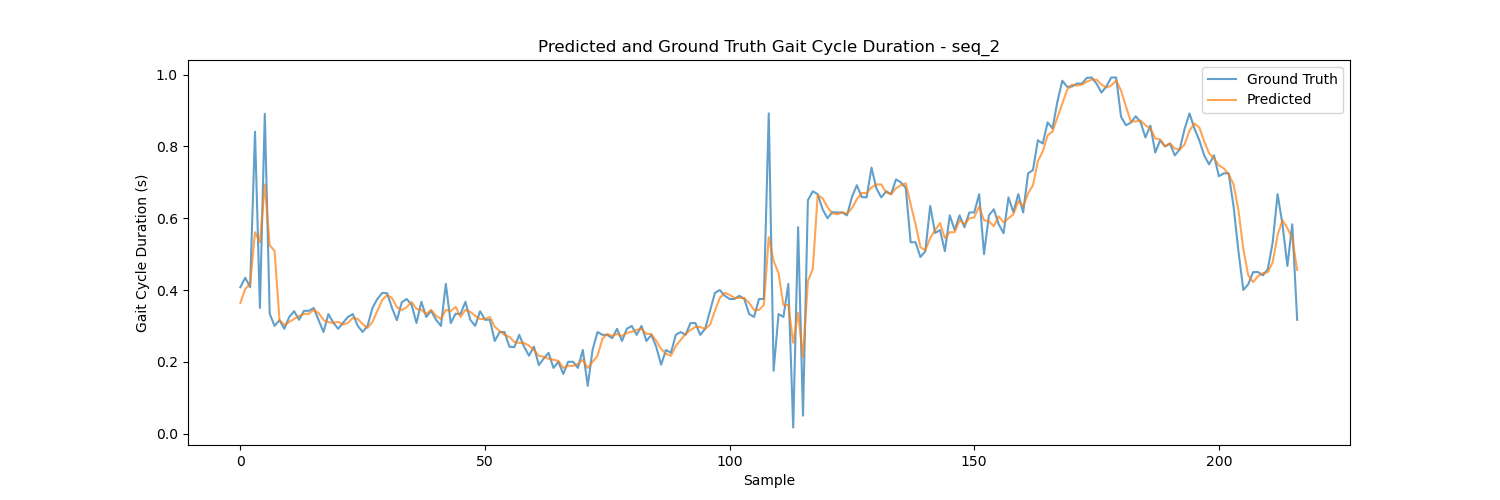 Predicted and Ground Truth Gait Cycle Duration - seq_2
Ground Truth
Predicted
Gait Cycle Duration (s)
1.0
0.8
0.6
0.4
0.2
0.0
0 50 100 150 200
Sample